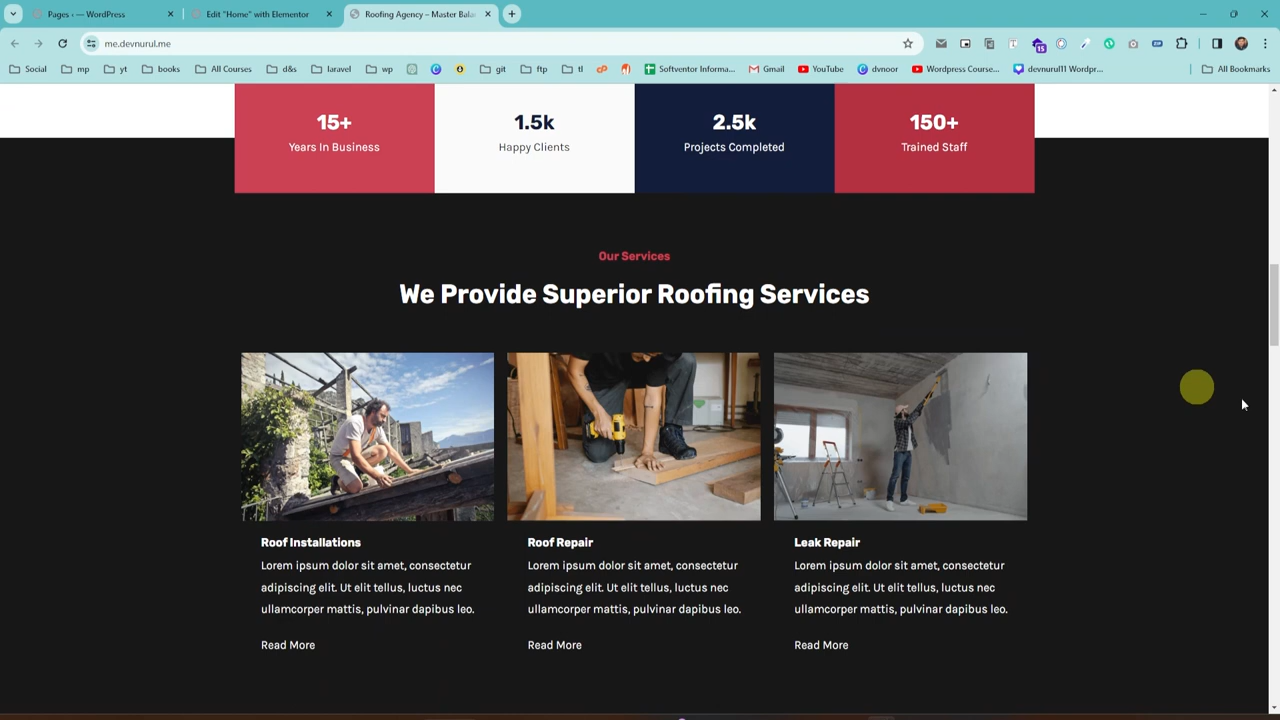 Pages ‹ — WordPress
Edit "Home" with Elementor
Roofing Agency – Master Bala
me.devnurul.me
15
Social
mp
yt
books
All Courses
d&s
laravel
wp
git
ftp
tl
Softventor Informa...
Gmail
YouTube
dvnoor
Wordpress Course...
devnurul11 Wordpr...
All Bookmarks
15+
Years In Business
1.5k
Happy Clients
2.5k
Projects Completed
150+
Trained Staff
Our Services
We Provide Superior Roofing Services
Roof Installations
Lorem ipsum dolor sit amet, consectetur
adipiscing elit. Ut elit tellus, luctus nec
ullamcorper mattis, pulvinar dapibus leo.
Read More
Roof Repair
Lorem ipsum dolor sit amet, consectetur
adipiscing elit. Ut elit tellus, luctus nec
ullamcorper mattis, pulvinar dapibus leo.
Read More
Leak Repair
Lorem ipsum dolor sit amet, consectetur
adipiscing elit. Ut elit tellus, luctus nec
ullamcorper mattis, pulvinar dapibus leo.
Read More